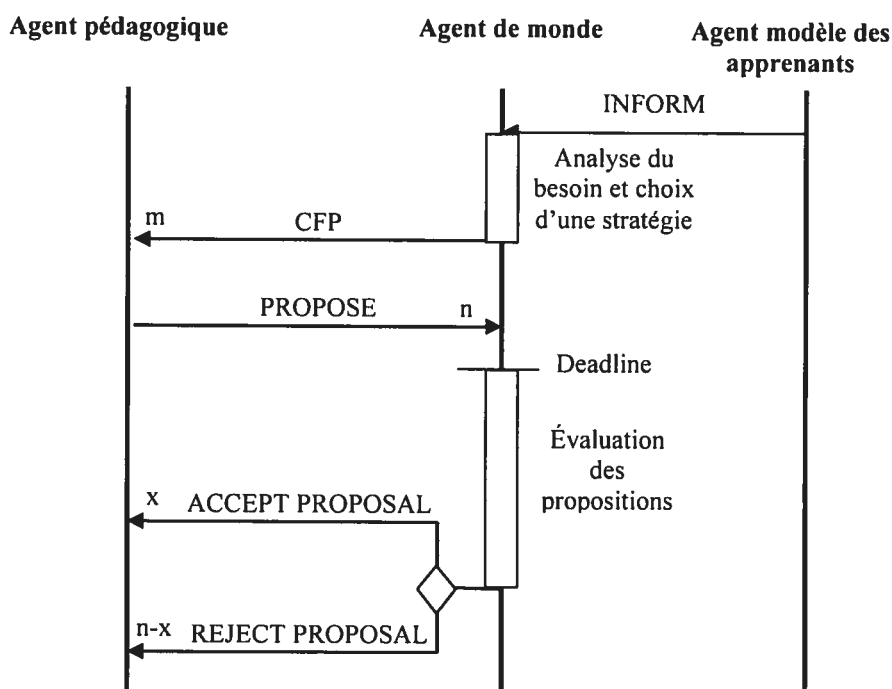 Agent pédagogique
Agent de monde
Agent modèle des
apprenants
INFORM
Analyse du
besoin et choix
d'une stratégie
m
CFP
PROPOSE
n
Deadline
Évaluation
des
propositions
x
ACCEPT PROPOSAL
n-x
REJECT PROPOSAL